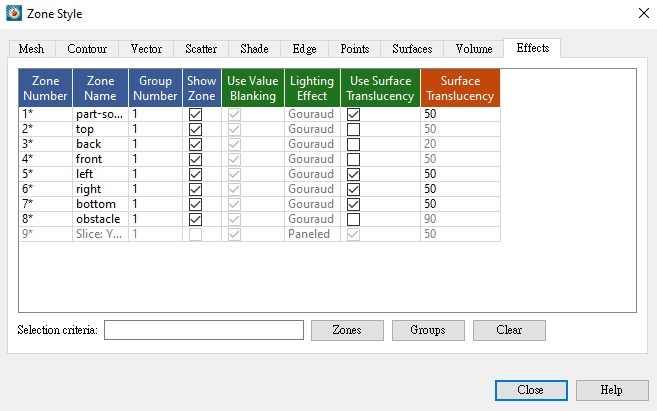 Zone Style
Mesh Contour Vector Scatter Shade Edge Points Surfaces Volume Effects
Zone Number Zone Name Group Number Show Zone Use Value Blanking Lighting Effect Use Surface Translucency Surface Translucency
1* part-so... 1 Gouraud 50
2* top 1 Gouraud 50
3* back 1 Gouraud 20
4* front 1 Gouraud 50
5* left 1 Gouraud 50
6* right 1 Gouraud 50
7* bottom 1 Gouraud 50
8* obstacle 1 Gouraud 90
9* Slice: Y... 1 Paneled 50
Selection criteria: Zones Groups Clear
Close Help